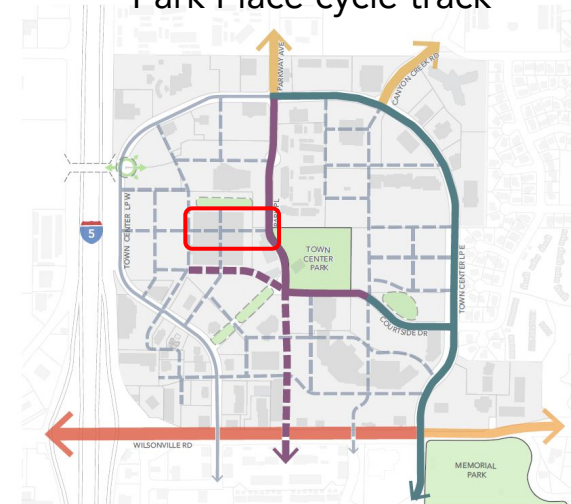 Park Place cycle track
PARKWAY AVE
CANYON CREEK RD
TOWN CENTER LP W
PL
5
TOWN
CENTER
PARK
TOWN CENTER LP E
COURTSIDE DR
WILSONVILLE RD
MEMORIAL
PARK